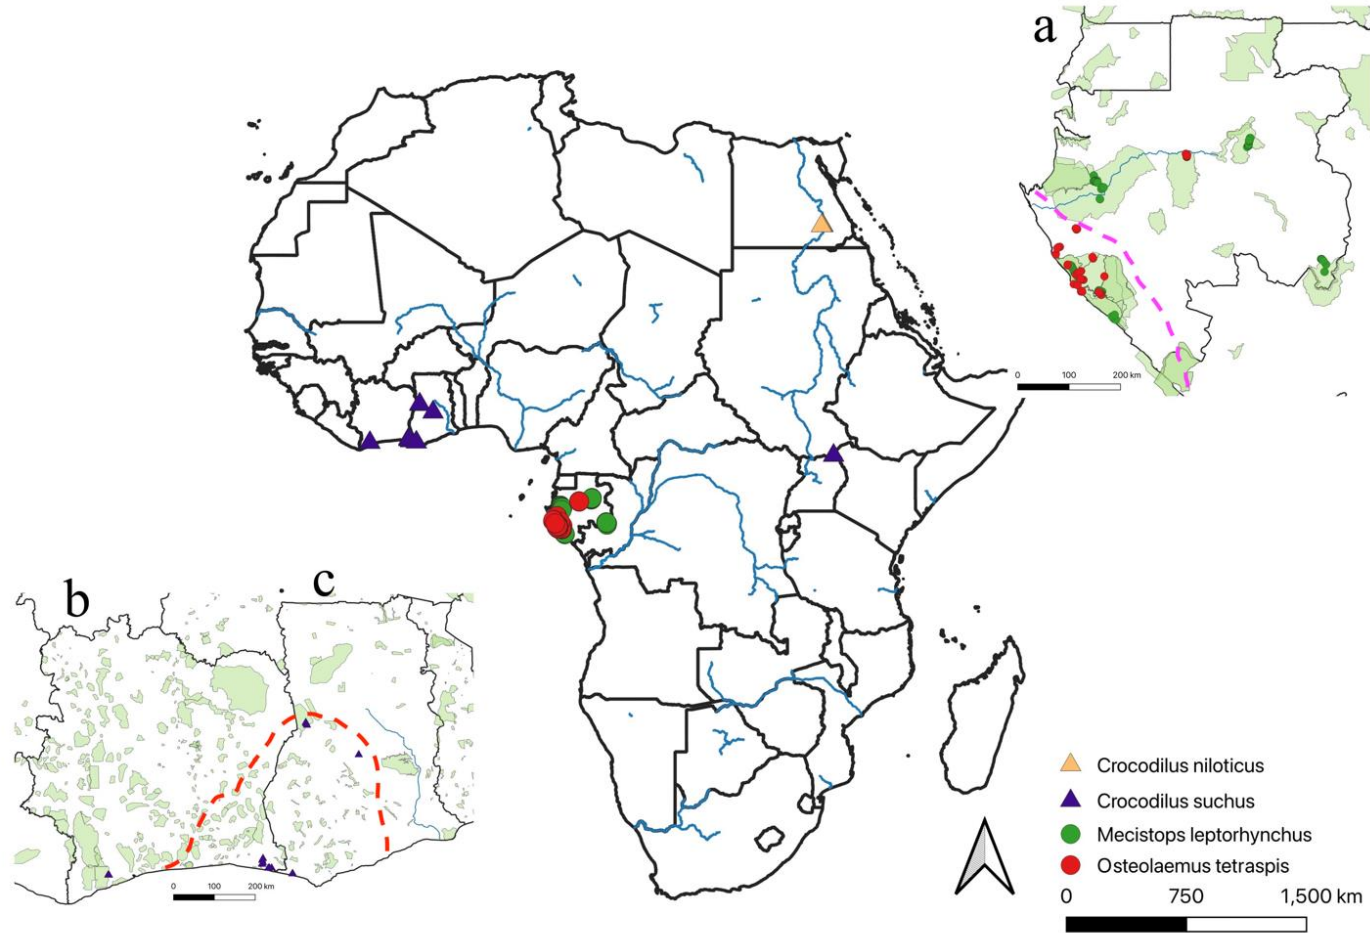 a
0 100 200 km
b
c
0 100 200 km
Crocodilus niloticus
Crocodilus suchus
Mecistops leptorhynchus
Osteolaemus tetraspis
0 750 1,500 km